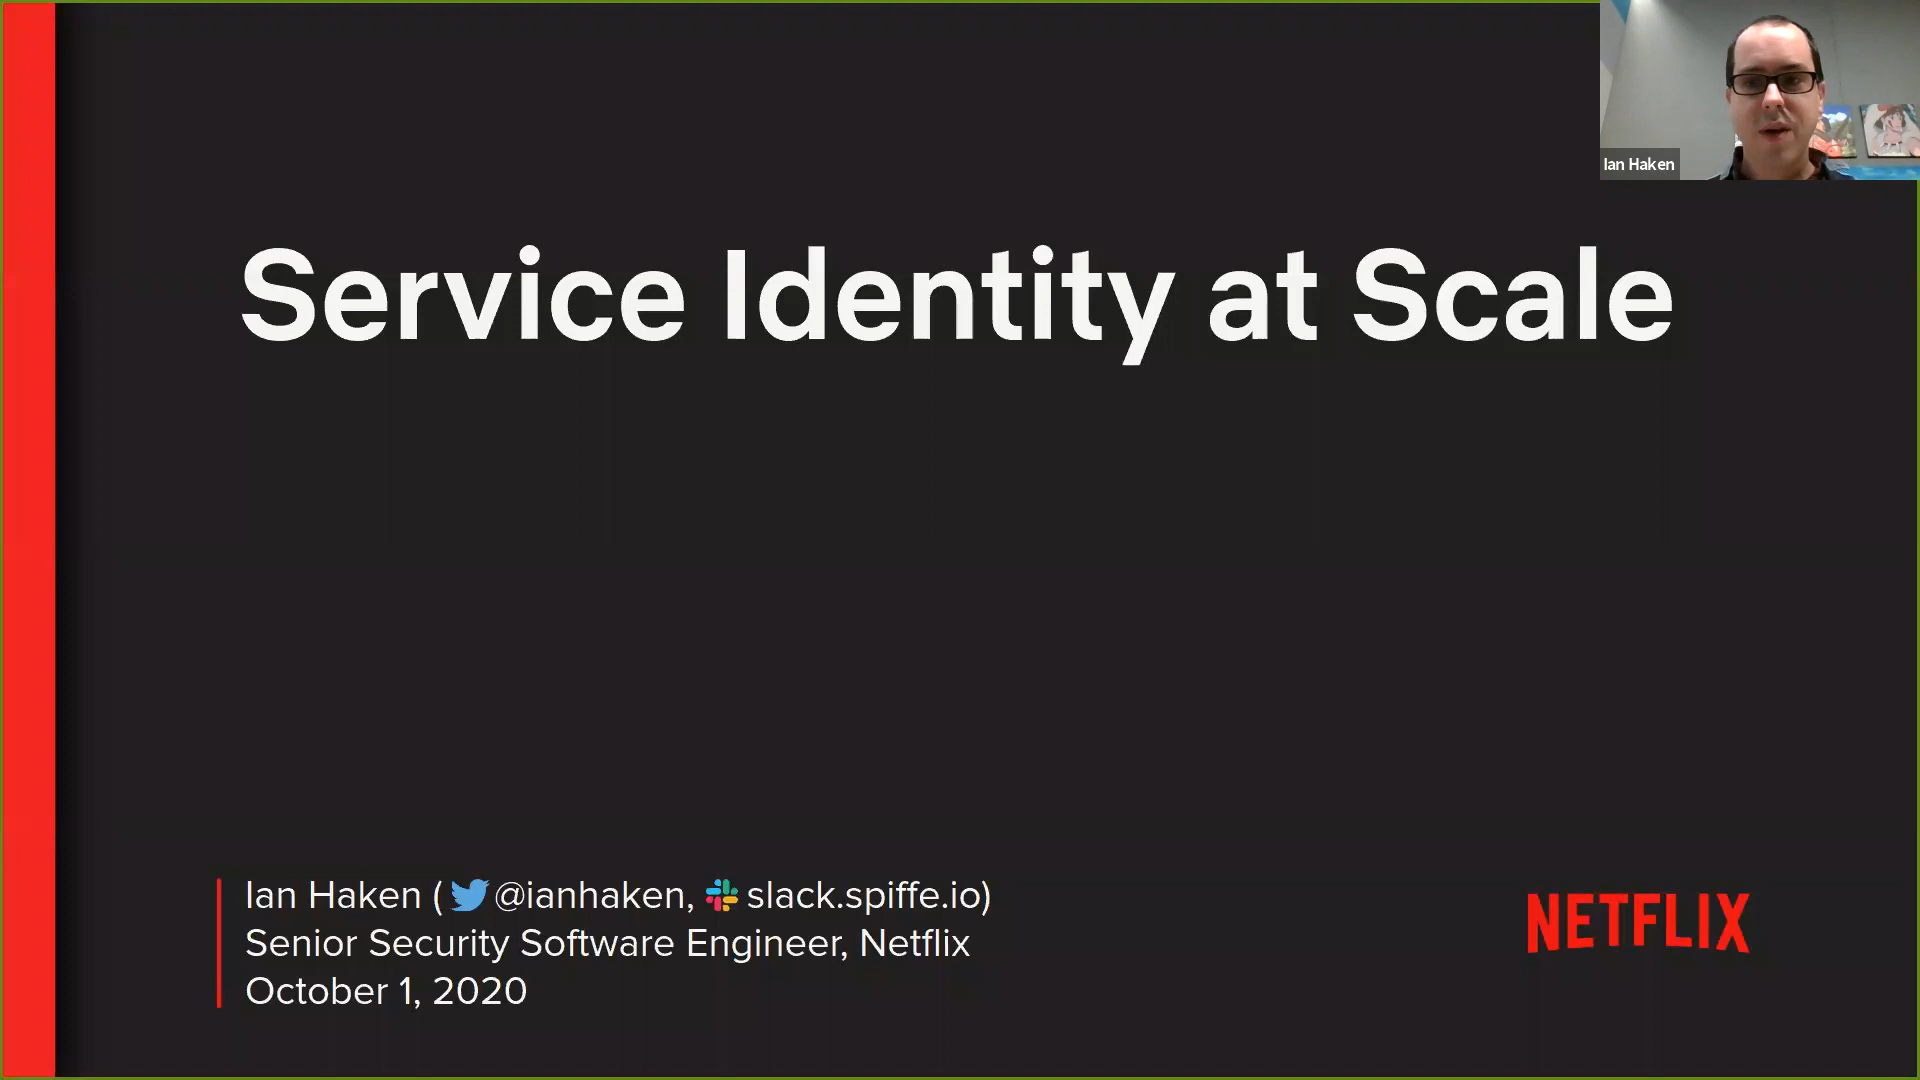 Ian Haken
Service Identity at Scale
Ian Haken (@ianhaken, slack.spiffe.io)
Senior Security Software Engineer, Netflix
October 1, 2020
NETFLIX